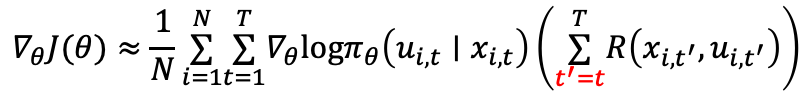 ∇θJ(θ) ≈ 1/N ∑_{i=1}^{N} ∑_{t=1}^{T} ∇θ log πθ(u_{i,t} | x_{i,t}) (∑_{t′=t}^{T} R(x_{i,t′}, u_{i,t′}))